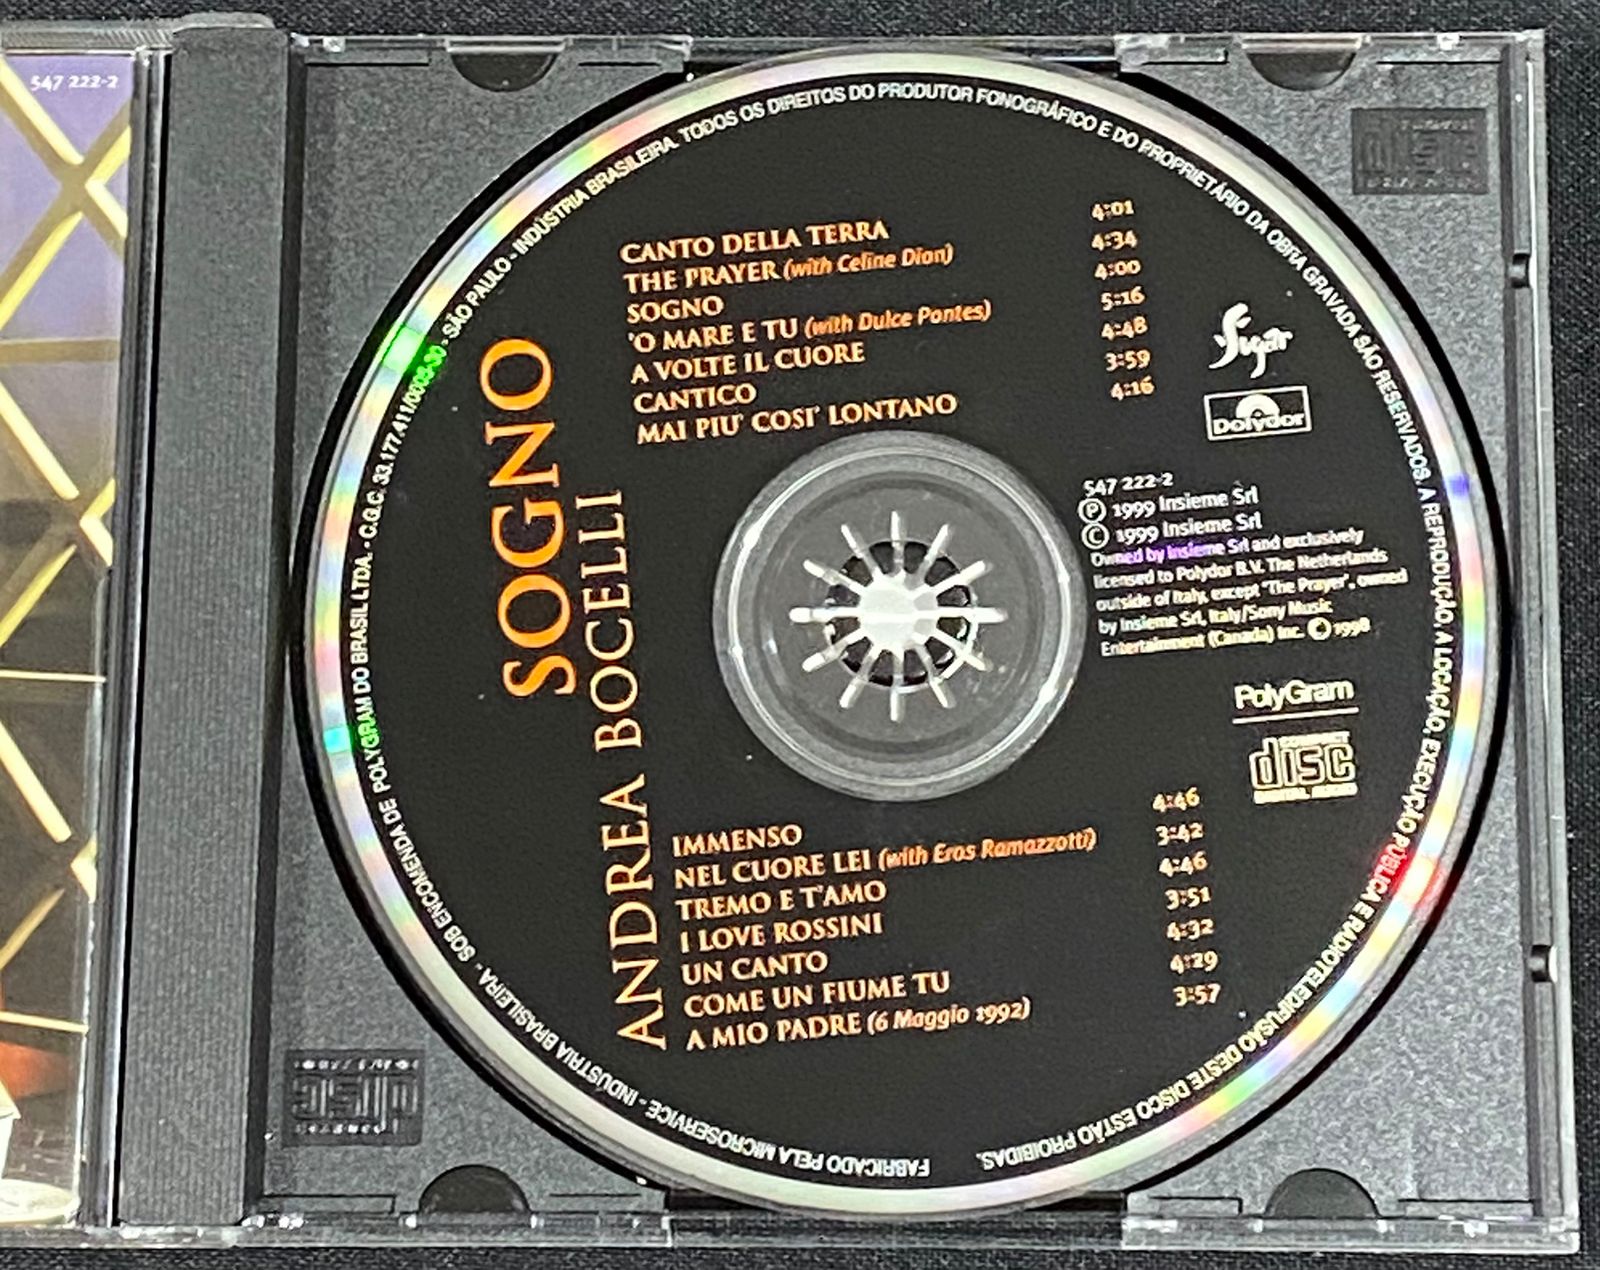 547 222-2
FABRICADO PELA MICROSERVICE - INDÚSTRIA BRASILEIRA - SOB ENCOMENDA DE POLYGRAM DO BRASIL LTDA. - C.G.C. 33.177.411/0005-30 - SÃO PAULO - INDÚSTRIA BRASILEIRA. TODOS OS DIREITOS DO PRODUTOR FONOGRÁFICO E DO PROPRIETÁRIO DA OBRA GRAVADA SÃO RESERVADOS. A REPRODUÇÃO, A LOCAÇÃO, EXECUÇÃO PÚBLICA E RADIOTELEDIFUSÃO DESTE DISCO ESTÃO PROIBIDAS.
SOGNO
ANDREA BOCELLI
CANTO DELLA TERRA 4:01
THE PRAYER (with Celine Dion) 4:34
SOGNO 4:00
'O MARE E TU (with Dulce Pontes) 5:16
A VOLTE IL CUORE 4:48
CANTICO 3:59
MAI PIU' COSI' LONTANO 4:16
Sugar
Polydor
547 222-2
Ⓟ 1999 Insieme Srl
© 1999 Insieme Srl
Owned by Insieme Srl and exclusively
licensed to Polydor B.V. The Netherlands
outside of Italy, except 'The Prayer', owned
by Insieme Srl, Italy/Sony Music
Entertainment (Canada) Inc. © 1998
PolyGram
COMPACT
disc
DIGITAL AUDIO
IMMENSO 4:46
NEL CUORE LEI (with Eros Ramazzotti) 3:42
TREMO E T'AMO 4:46
I LOVE ROSSINI 3:51
UN CANTO 4:32
COME UN FIUME TU 4:29
A MIO PADRE (6 Maggio 1992) 3:57
disc